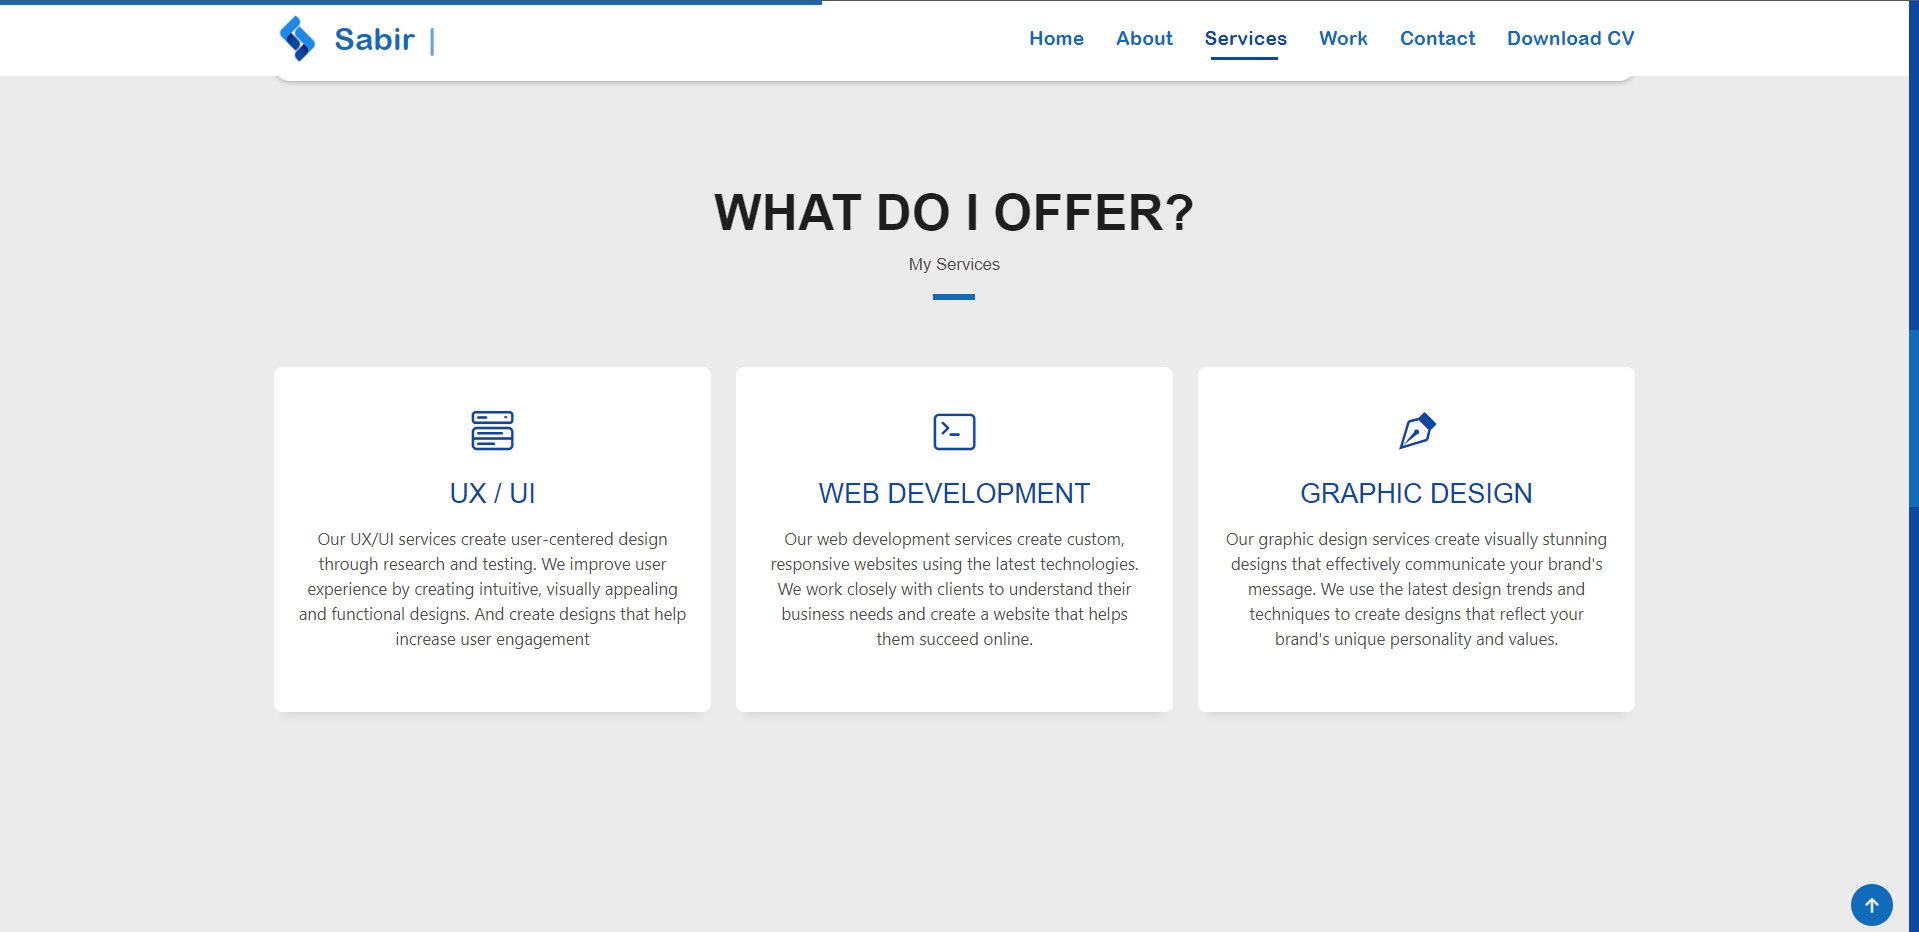 Sabir |
Home About Services Work Contact Download CV
WHAT DO I OFFER?
My Services
UX / UI
Our UX/UI services create user-centered design
through research and testing. We improve user
experience by creating intuitive, visually appealing
and functional designs. And create designs that help
increase user engagement
WEB DEVELOPMENT
Our web development services create custom,
responsive websites using the latest technologies.
We work closely with clients to understand their
business needs and create a website that helps
them succeed online.
GRAPHIC DESIGN
Our graphic design services create visually stunning
designs that effectively communicate your brand's
message. We use the latest design trends and
techniques to create designs that reflect your
brand's unique personality and values.